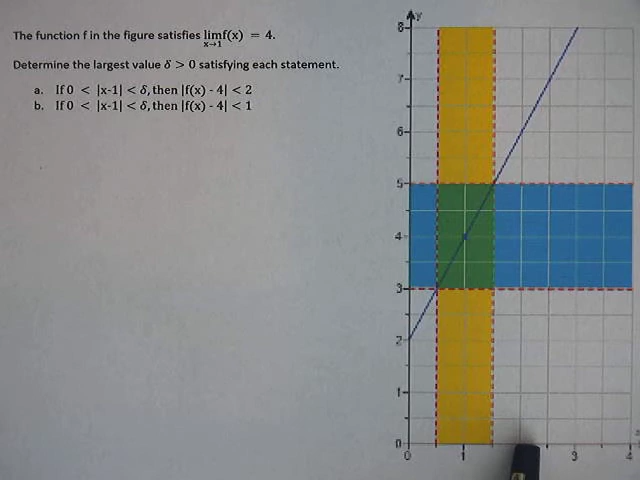 The function f in the figure satisfies lim f(x) = 4.
x→1
Determine the largest value δ > 0 satisfying each statement.
a. If 0 < |x-1| < δ, then |f(x) - 4| < 2
b. If 0 < |x-1| < δ, then |f(x) - 4| < 1
y
8
7
6
5
4
3
2
1
0
0 1 3 4